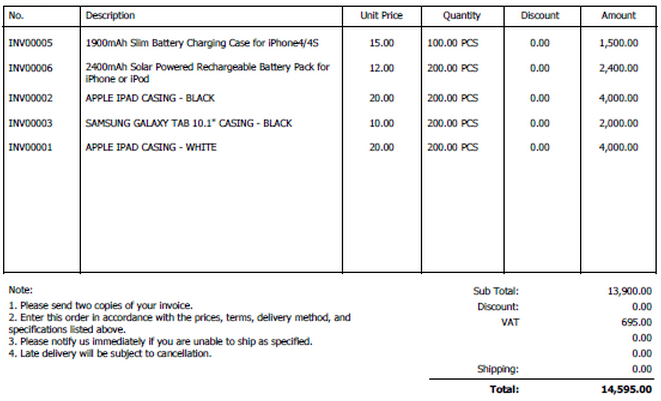 No. Description Unit Price Quantity Discount Amount
INV00005 1900mAh Slim Battery Charging Case for iPhone4/4S 15.00 100.00 PCS 0.00 1,500.00
INV00006 2400mAh Solar Powered Rechargeable Battery Pack for 12.00 200.00 PCS 0.00 2,400.00
iPhone or iPod
INV00002 APPLE IPAD CASING - BLACK 20.00 200.00 PCS 0.00 4,000.00
INV00003 SAMSUNG GALAXY TAB 10.1" CASING - BLACK 10.00 200.00 PCS 0.00 2,000.00
INV00001 APPLE IPAD CASING - WHITE 20.00 200.00 PCS 0.00 4,000.00
Note:
1. Please send two copies of your invoice.
2. Enter this order in accordance with the prices, terms, delivery method, and
specifications listed above.
3. Please notify us immediately if you are unable to ship as specified.
4. Late delivery will be subject to cancellation.
Sub Total: 13,900.00
Discount: 0.00
VAT 695.00
0.00
0.00
Shipping: 0.00
Total: 14,595.00